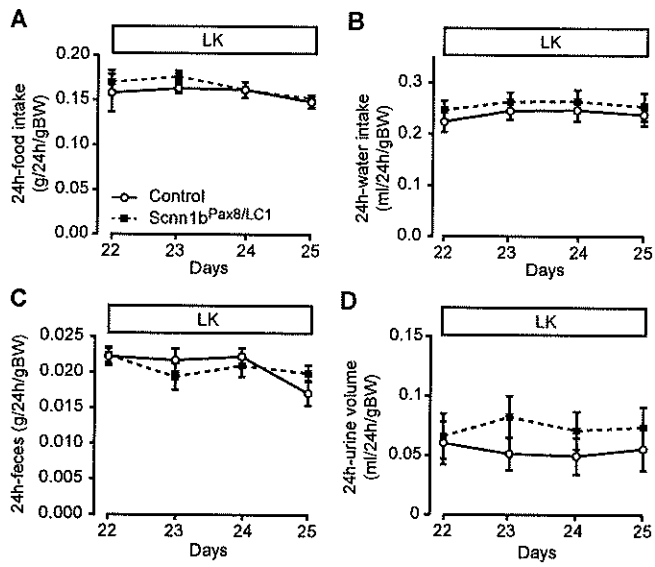 A
LK
24h-food intake
(g/24h/gBW)
0.20
0.15
0.10
0.05
0.00
Control
Scnn1bPax8/LC1
22 23 24 25
Days
B
LK
24h-water intake
(ml/24h/gBW)
0.3
0.2
0.1
0.0
22 23 24 25
Days
C
LK
24h-feces (g/24h/gBW)
0.025
0.020
0.015
0.010
0.005
0.000
22 23 24 25
Days
D
LK
24h-urine volume
(ml/24h/gBW)
0.15
0.1
0.05
0.00
22 23 24 25
Days